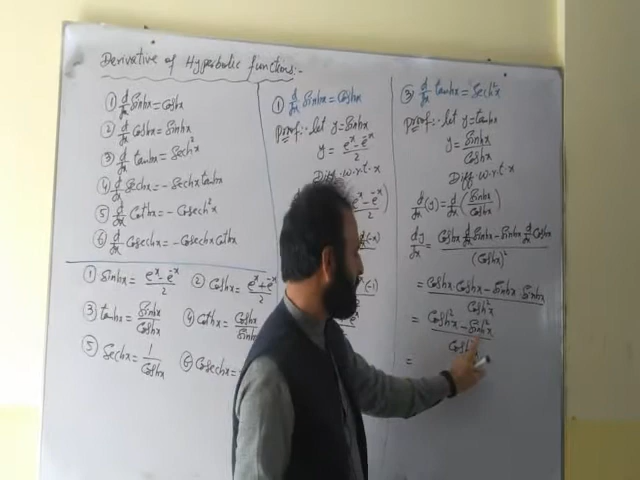 Derivative of Hyperbolic functions:-
① d/dx Sinhx = Coshx
② d/dx Coshx = Sinhx
③ d/dx tanhx = Sech²x
④ d/dx Sechx = - Sechx tanhx
⑤ d/dx Cothx = - Cosech²x
⑥ d/dx Cosechx = - Cosechx Cothx
① Sinhx = (eˣ - e⁻ˣ)/2 ② Coshx = (eˣ + e⁻ˣ)/2
③ tanhx = Sinhx/Coshx ④ Cothx = Coshx/Sinh
⑤ Sechx = 1/Coshx ⑥ Cosechx =
① d/dx Sinhx = Coshx
Proof:- let y = Sinhx
y = (eˣ - e⁻ˣ)/2
Diff. w.r.t. x
eˣ - e⁻ˣ)/2
(-x)
(-1)
③ d/dx tanhx = Sech²x
Proof:- let y = tanhx
y = Sinhx/Coshx
Diff w.r.t x
d/dx (y) = d/dx (Sinhx/Coshx)
dy/dx = (Coshx d/dx Sinhx - Sinhx d/dx Coshx)/(Coshx)²
= (Coshx . Coshx - Sinhx Sinhx)/Cosh²x
= (Cosh²x - Sinh²x)/Cosh
=